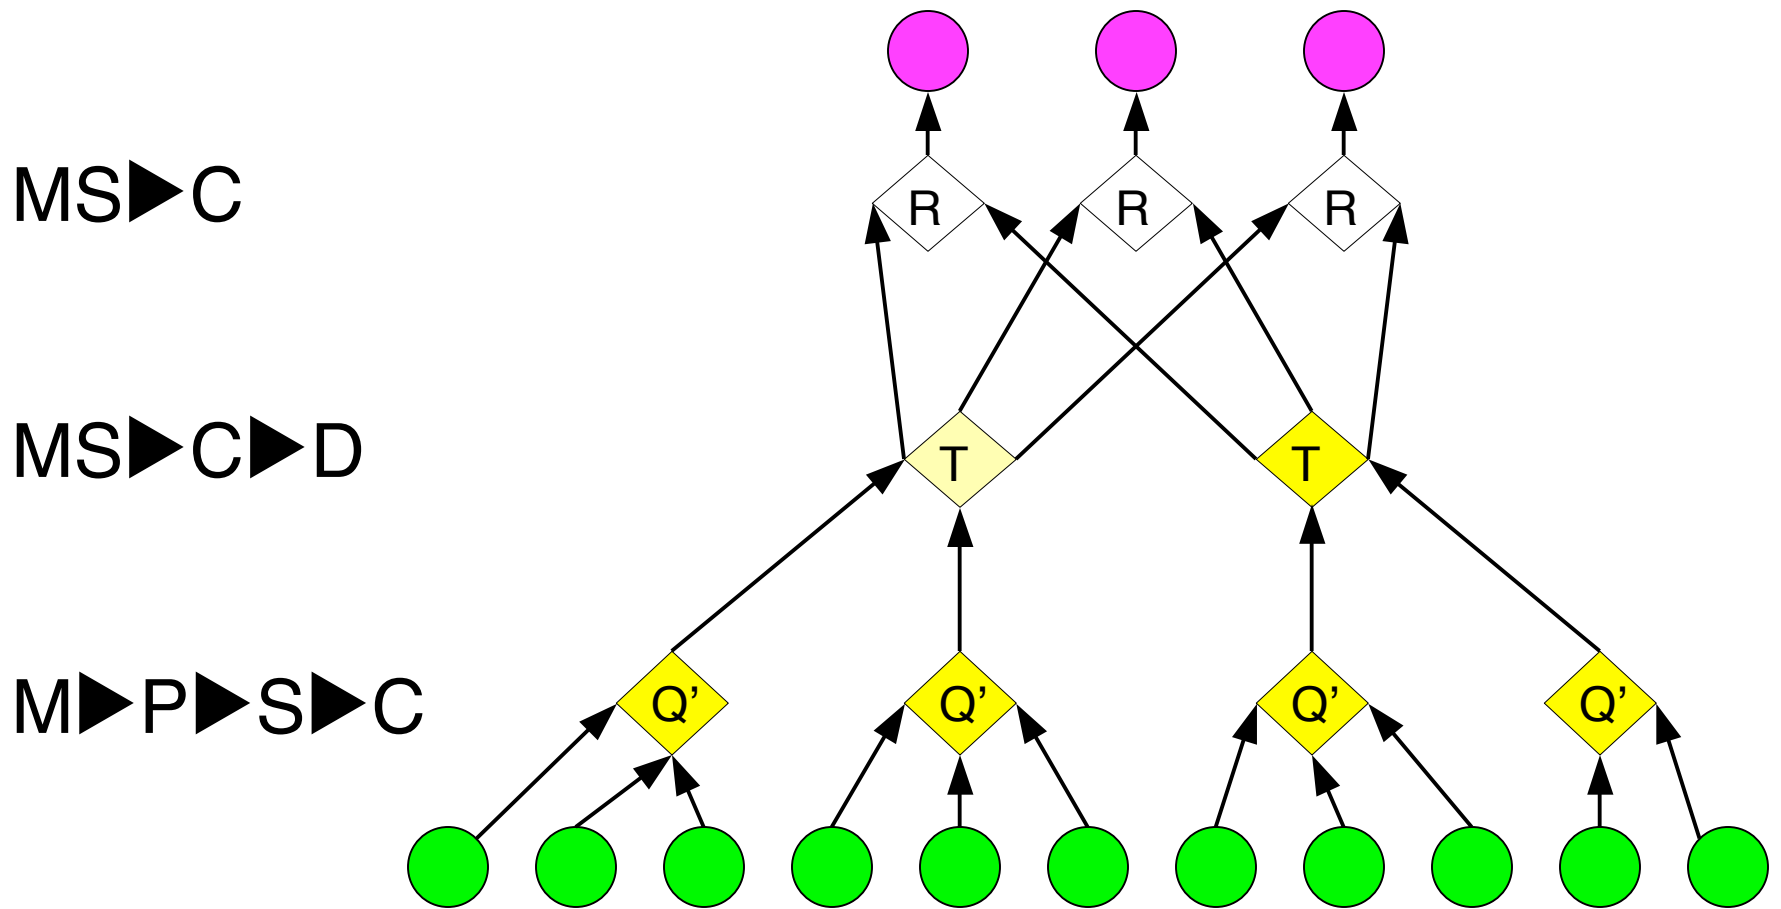 MS▶C
R R R
MS▶C▶D
T T
M▶P▶S▶C
Q’ Q’ Q’ Q’